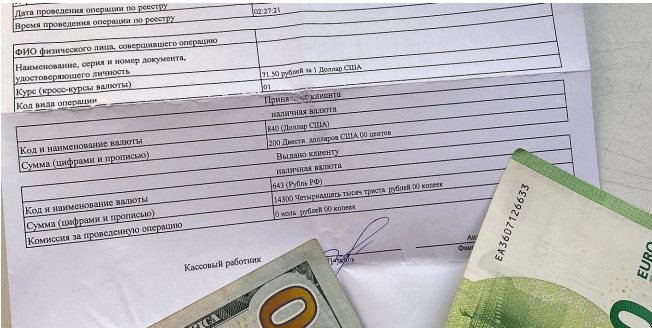 Дата проведения операции по реестру
Время проведения операции по реестру 02:27:21
ФИО физического лица, совершившего операцию
Наименование, серия и номер документа,
удостоверяющего личность
Курс (кросс-курсы валюты) 71.50 рублей за 1 Доллар США
Код вида операции 01
клиента
наличная валюта
Код и наименование валюты 840 (Доллар США)
Сумма (цифрами и прописью) 200 Двести долларов США 00 центов
Выдано клиенту
наличная валюта
Код и наименование валюты 643 (Рубль РФ)
Сумма (цифрами и прописью) 14300 Четырнадцать тысяч триста рублей 00 копеек
Комиссия за проведенную операцию 0 ноль рублей 00 копеек
Кассовый работник
EA3607126633
EURO